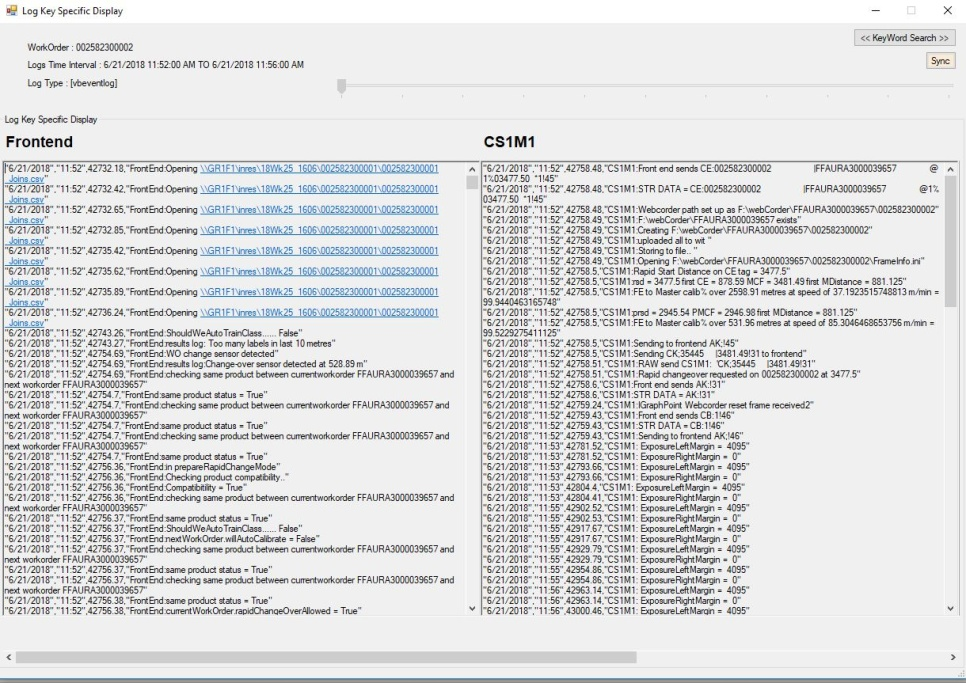 Log Key Specific Display
WorkOrder : 002582300002
<< KeyWord Search >>
Logs Time Interval : 6/21/2018 11:52:00 AM TO 6/21/2018 11:56:00 AM
Sync
Log Type : [vbeventlog]
Log Key Specific Display
Frontend
"6/21/2018","11:52",42732.18,"FrontEnd:Opening \\GR1F1\inres\18Wk25_1606\002582300001\002582300001
_Joins.csv"
"6/21/2018","11:52",42732.42,"FrontEnd:Opening \\GR1F1\inres\18Wk25_1606\002582300001\002582300001
_Joins.csv"
"6/21/2018","11:52",42732.65,"FrontEnd:Opening \\GR1F1\inres\18Wk25_1606\002582300001\002582300001
_Joins.csv"
"6/21/2018","11:52",42732.85,"FrontEnd:Opening \\GR1F1\inres\18Wk25_1606\002582300001\002582300001
_Joins.csv"
"6/21/2018","11:52",42735.42,"FrontEnd:Opening \\GR1F1\inres\18Wk25_1606\002582300001\002582300001
_Joins.csv"
"6/21/2018","11:52",42735.62,"FrontEnd:Opening \\GR1F1\inres\18Wk25_1606\002582300001\002582300001
_Joins.csv"
"6/21/2018","11:52",42735.89,"FrontEnd:Opening \\GR1F1\inres\18Wk25_1606\002582300001\002582300001
_Joins.csv"
"6/21/2018","11:52",42736.24,"FrontEnd:Opening \\GR1F1\inres\18Wk25_1606\002582300001\002582300001
_Joins.csv"
"6/21/2018","11:52",42743.26,"FrontEnd:ShouldWeAutoTrainClass...... False"
"6/21/2018","11:52",42743.27,"FrontEnd:results log: Too many labels in last 10 metres"
"6/21/2018","11:52",42754.69,"FrontEnd:WO change sensor detected"
"6/21/2018","11:52",42754.69,"FrontEnd:results log:Change-over sensor detected at 528.89 m"
"6/21/2018","11:52",42754.69,"FrontEnd:checking same product between currentworkorder FFAURA3000039657 and
next workorder FFAURA3000039657"
"6/21/2018","11:52",42754.7,"FrontEnd:same product status = True"
"6/21/2018","11:52",42754.7,"FrontEnd:checking same product between currentworkorder FFAURA3000039657 and
next workorder FFAURA3000039657"
"6/21/2018","11:52",42754.7,"FrontEnd:same product status = True"
"6/21/2018","11:52",42754.7,"FrontEnd:checking same product between currentworkorder FFAURA3000039657 and
next workorder FFAURA3000039657"
"6/21/2018","11:52",42754.7,"FrontEnd:same product status = True"
"6/21/2018","11:52",42756.36,"FrontEnd:in prepareRapidChangeMode"
"6/21/2018","11:52",42756.36,"FrontEnd:Checking product compatibility.."
"6/21/2018","11:52",42756.36,"FrontEnd:Compatibitility = True"
"6/21/2018","11:52",42756.36,"FrontEnd:checking same product between currentworkorder FFAURA3000039657 and
next workorder FFAURA3000039657"
"6/21/2018","11:52",42756.37,"FrontEnd:same product status = True"
"6/21/2018","11:52",42756.37,"FrontEnd:ShouldWeAutoTrainClass...... False"
"6/21/2018","11:52",42756.37,"FrontEnd:nextWorkOrder.willAutoCalibrate = False"
"6/21/2018","11:52",42756.37,"FrontEnd:checking same product between currentworkorder FFAURA3000039657 and
next workorder FFAURA3000039657"
"6/21/2018","11:52",42756.37,"FrontEnd:same product status = True"
"6/21/2018","11:52",42756.37,"FrontEnd:checking same product between currentworkorder FFAURA3000039657 and
next workorder FFAURA3000039657"
"6/21/2018","11:52",42756.38,"FrontEnd:same product status = True"
"6/21/2018","11:52",42756.38,"FrontEnd:currentWorkOrder.rapidChangeOverAllowed = True"
CS1M1
"6/21/2018","11:52",42758.48,"CS1M1:Front end sends CE:002582300002 |FFAURA3000039657 @
1%03477.50 "1!45"
"6/21/2018","11:52",42758.48,"CS1M1:STR DATA = CE:002582300002 |FFAURA3000039657 @1%
03477.50 "1!45"
"6/21/2018","11:52",42758.48,"CS1M1:Webcorder path set up as F:\webCorder\FFAURA3000039657\002582300002"
"6/21/2018","11:52",42758.49,"CS1M1:F:\webCorder\FFAURA3000039657 exists"
"6/21/2018","11:52",42758.49,"CS1M1:Creating F:\webCorder\FFAURA3000039657\002582300002"
"6/21/2018","11:52",42758.49,"CS1M1:uploaded all to wit "
"6/21/2018","11:52",42758.49,"CS1M1:Storing to file.. "
"6/21/2018","11:52",42758.49,"CS1M1:Opening F:\webCorder\FFAURA3000039657\002582300002\FrameInfo.ini"
"6/21/2018","11:52",42758.5,"CS1M1:Rapid Start Distance on CE tag = 3477.5"
"6/21/2018","11:52",42758.5,"CS1M1:rsd = 3477.5 first CE = 878.59 MCF = 3481.49 first MDistance = 881.125"
"6/21/2018","11:52",42758.5,"CS1M1:FE to Master calib% over 2598.91 metres at speed of 37.1923515748813 m/min =
99.9440463165748"
"6/21/2018","11:52",42758.5,"CS1M1:prsd = 2945.54 PMCF = 2946.98 first MDistance = 881.125"
"6/21/2018","11:52",42758.5,"CS1M1:FE to Master calib% over 531.96 metres at speed of 85.3046468653756 m/min =
99.5229275411125"
"6/21/2018","11:52",42758.5,"CS1M1:Sending to frontend AK;!45"
"6/21/2018","11:52",42758.5,"CS1M1:Sending CK;35445 |3481.49!31 to frontend"
"6/21/2018","11:52",42758.51,"CS1M1:RAW send CS1M1: 'CK;35445 |3481.49!31"
"6/21/2018","11:52",42758.51,"CS1M1:Rapid changeover requested on 002582300002 at 3477.5"
"6/21/2018","11:52",42758.6,"CS1M1:Front end sends AK:!31"
"6/21/2018","11:52",42758.6,"CS1M1:STR DATA = AK:!31"
"6/21/2018","11:52",42759.24,"CS1M1:IGraphPoint Webcorder reset frame received2"
"6/21/2018","11:52",42759.43,"CS1M1:Front end sends CB:1!46"
"6/21/2018","11:52",42759.43,"CS1M1:STR DATA = CB:1!46"
"6/21/2018","11:52",42759.43,"CS1M1:Sending to frontend AK;!46"
"6/21/2018","11:53",42781.52,"CS1M1: ExposureLeftMargin = 4095"
"6/21/2018","11:53",42781.52,"CS1M1: ExposureRightMargin = 0"
"6/21/2018","11:53",42793.66,"CS1M1: ExposureLeftMargin = 4095"
"6/21/2018","11:53",42793.66,"CS1M1: ExposureRightMargin = 0"
"6/21/2018","11:53",42804.4,"CS1M1: ExposureLeftMargin = 4095"
"6/21/2018","11:53",42804.41,"CS1M1: ExposureRightMargin = 0"
"6/21/2018","11:55",42902.52,"CS1M1: ExposureLeftMargin = 4095"
"6/21/2018","11:55",42902.53,"CS1M1: ExposureRightMargin = 0"
"6/21/2018","11:55",42917.67,"CS1M1: ExposureLeftMargin = 4095"
"6/21/2018","11:55",42917.67,"CS1M1: ExposureRightMargin = 0"
"6/21/2018","11:55",42929.79,"CS1M1: ExposureLeftMargin = 4095"
"6/21/2018","11:55",42929.79,"CS1M1: ExposureRightMargin = 0"
"6/21/2018","11:55",42954.86,"CS1M1: ExposureLeftMargin = 4095"
"6/21/2018","11:55",42954.86,"CS1M1: ExposureRightMargin = 0"
"6/21/2018","11:56",42963.14,"CS1M1: ExposureLeftMargin = 4095"
"6/21/2018","11:56",42963.14,"CS1M1: ExposureRightMargin = 0"
"6/21/2018","11:56",43000.46,"CS1M1: ExposureLeftMargin = 4095"